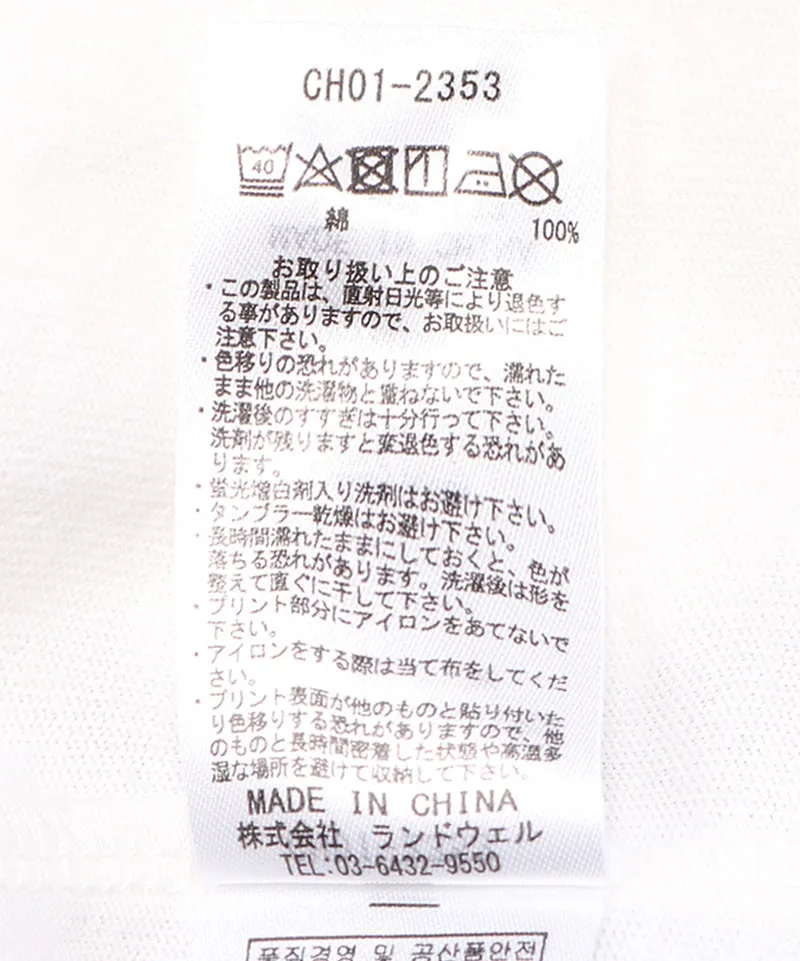 CH01-2353
40
綿
100%
お取り扱い上のご注意
・この製品は、直射日光等により退色す
る事がありますので、お取扱いにはご
注意下さい。
・色移りの恐れがありますので、濡れた
まま他の洗濯物と重ねないで下さい。
・洗濯後のすすぎは十分行って下さい。
洗剤が残りますと変退色する恐れがあ
ります。
・蛍光増白剤入り洗剤はお避け下さい。
・タンブラー乾燥はお避け下さい。
・長時間濡れたままにしておくと、色が
落ちる恐れがあります。洗濯後は形を
整えて直ぐに干して下さい。
・プリント部分にアイロンをあてないで
下さい。
・アイロンをする際は当て布をしてくだ
さい。
・プリント表面が他のものと貼り付いた
り色移りする恐れがありますので、他
のものと長時間密着した状態や高温多
湿な場所を避けて収納して下さい。
MADE IN CHINA
株式会社 ランドウェル
TEL:03-6432-9550
품질경영 및 공산품안전